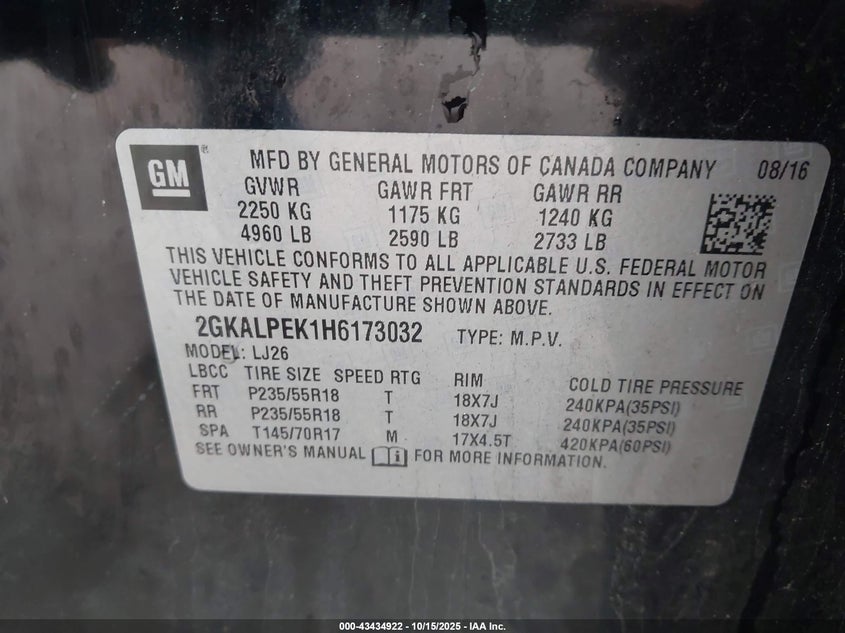 GM
MFD BY GENERAL MOTORS OF CANADA COMPANY 08/16
GVWR GAWR FRT GAWR RR
2250 KG 1175 KG 1240 KG
4960 LB 2590 LB 2733 LB
THIS VEHICLE CONFORMS TO ALL APPLICABLE U.S. FEDERAL MOTOR
VEHICLE SAFETY AND THEFT PREVENTION STANDARDS IN EFFECT ON
THE DATE OF MANUFACTURE SHOWN ABOVE.
2GKALPEK1H6173032 TYPE: M.P.V.
MODEL: LJ26
LBCC TIRE SIZE SPEED RTG RIM COLD TIRE PRESSURE
FRT P235/55R18 T 18X7J 240KPA(35PSI)
RR P235/55R18 T 18X7J 240KPA(35PSI)
SPA T145/70R17 M 17X4.5T 420KPA(60PSI)
SEE OWNER'S MANUAL FOR MORE INFORMATION.
000-43434922 - 10/15/2025 - IAA Inc.